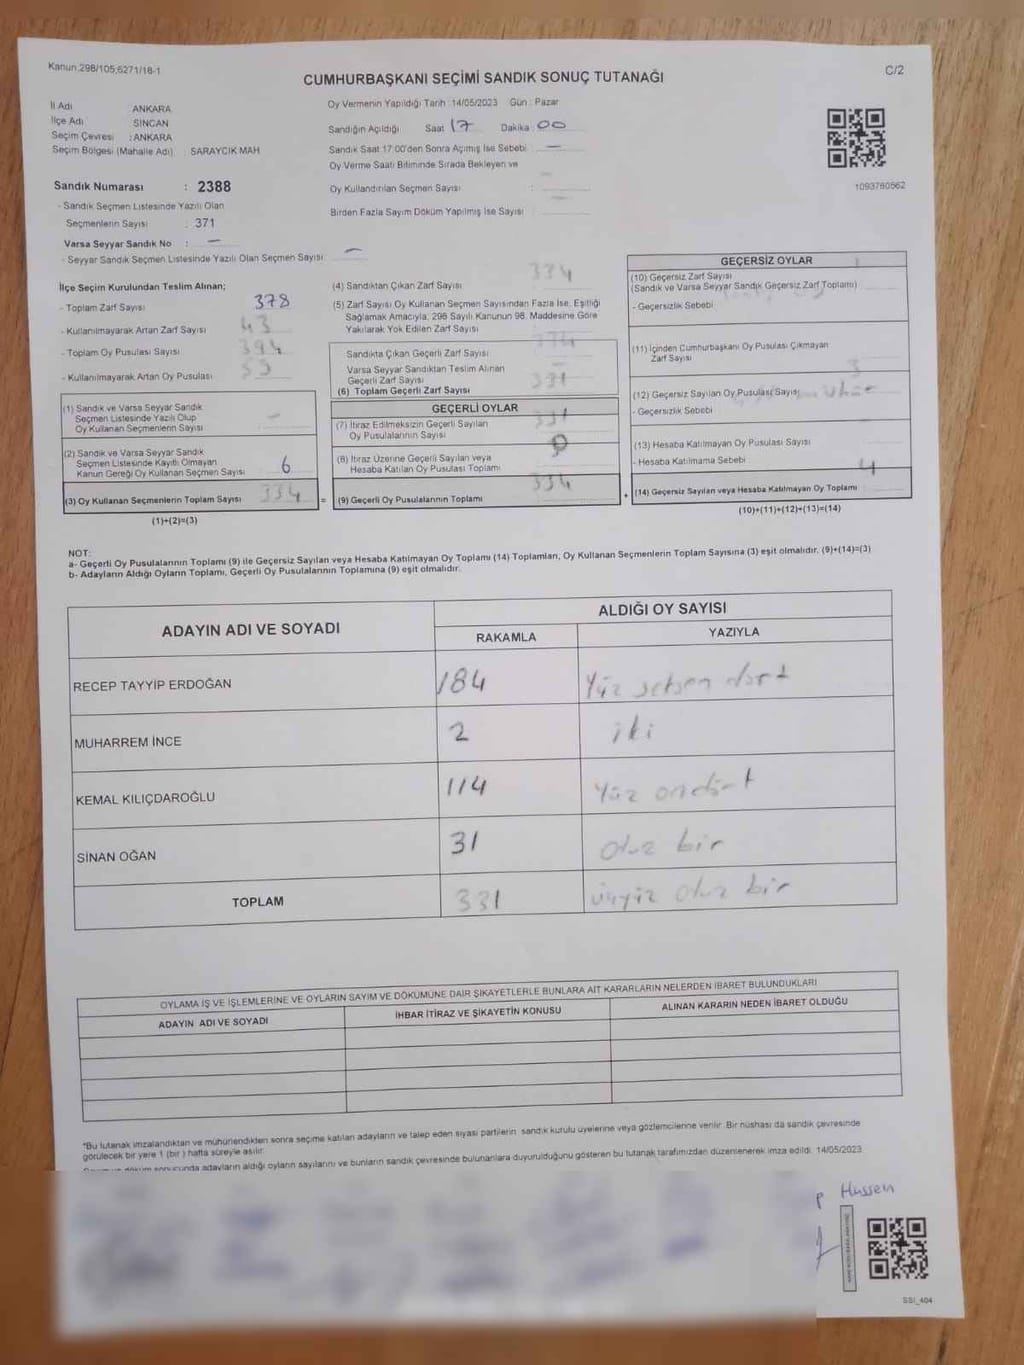 Kanun,298/105,6271/18-1
CUMHURBAŞKANI SEÇİMİ SANDIK SONUÇ TUTANAĞI
C/2
İl Adı ANKARA
İlçe Adı SİNCAN
Seçim Çevresi : ANKARA
Seçim Bölgesi (Mahalle Adı) : SARAYCIK MAH
Sandık Numarası : 2388
- Sandık Seçmen Listesinde Yazılı Olan
Seçmenlerin Sayısı : 371
Varsa Seyyar Sandık No : —
- Seyyar Sandık Seçmen Listesinde Yazılı Olan Seçmen Sayısı: —
Oy Vermenin Yapıldığı Tarih : 14/05/2023 Gün : Pazar
Sandığın Açıldığı Saat 17 Dakika : 00
Sandık Saat 17:00'den Sonra Açımış İse Sebebi : —
Oy Verme Saati Bitiminde Sırada Bekleyen ve
Oy Kullandırılan Seçmen Sayısı :
Birden Fazla Sayım Döküm Yapılmış İse Sayısı :
1093760562
İlçe Seçim Kurulundan Teslim Alınan;
- Toplam Zarf Sayısı 378
- Kullanılmayarak Artan Zarf Sayısı 43
- Toplam Oy Pusulası Sayısı 394
- Kullanılmayarak Artan Oy Pusulası
(1) Sandık ve Varsa Seyyar Sandık
Seçmen Listesinde Yazılı Olup
Oy Kullanan Seçmenlerin Sayısı
(2) Sandık ve Varsa Seyyar Sandık
Seçmen Listesinde Kayıtlı Olmayan
Kanun Gereği Oy Kullanan Seçmen Sayısı 6
(3) Oy Kullanan Seçmenlerin Toplam Sayısı 334 =
(1)+(2)=(3)
(4) Sandıktan Çıkan Zarf Sayısı 334
(5) Zarf Sayısı Oy Kullanan Seçmen Sayısından Fazla İse, Eşitliği
Sağlamak Amacıyla, 298 Sayılı Kanunun 98. Maddesine Göre
Yakılarak Yok Edilen Zarf Sayısı
Sandıkta Çıkan Geçerli Zarf Sayısı 334
Varsa Seyyar Sandıktan Teslim Alınan
Geçerli Zarf Sayısı
(6) Toplam Geçerli Zarf Sayısı 331
GEÇERLİ OYLAR
(7) İtiraz Edilmeksizin Geçerli Sayılan
Oy Pusulalarının Sayısı 331
(8) İtiraz Üzerine Geçerli Sayılan veya
Hesaba Katılan Oy Pusulası Toplamı
(9) Geçerli Oy Pusulalarının Toplamı 334 +
GEÇERSİZ OYLAR
(10) Geçersiz Zarf Sayısı 1
(Sandık ve Varsa Seyyar Sandık Geçersiz Zarf Toplamı)
- Geçersizlik Sebebi
(11) İçinden Cumhurbaşkanı Oy Pusulası Çıkmayan
Zarf Sayısı
(12) Geçersiz Sayılan Oy Pusulası Sayısı 3
- Geçersizlik Sebebi
(13) Hesaba Katılmayan Oy Pusulası Sayısı
- Hesaba Katılmama Sebebi
(14) Geçersiz Sayılan veya Hesaba Katılmayan Oy Toplamı 4
(10)+(11)+(12)+(13)=(14)
NOT:
a- Geçerli Oy Pusulalarının Toplamı (9) ile Geçersiz Sayılan veya Hesaba Katılmayan Oy Toplamı (14) Toplamları, Oy Kullanan Seçmenlerin Toplam Sayısına (3) eşit olmalıdır. (9)+(14)=(3)
b- Adayların Aldığı Oyların Toplamı, Geçerli Oy Pusulalarının Toplamına (9) eşit olmalıdır.
ADAYIN ADI VE SOYADI
ALDIĞI OY SAYISI
RAKAMLA YAZIYLA
RECEP TAYYİP ERDOĞAN 184 Yüz seksen dört
MUHARREM İNCE 2 iki
KEMAL KILIÇDAROĞLU 114 Yüz ondört
SİNAN OĞAN 31 otuz bir
TOPLAM 331 üçyüz otuz bir
OYLAMA İŞ VE İŞLEMLERİNE VE OYLARIN SAYIM VE DÖKÜMÜNE DAİR ŞİKAYETLERLE BUNLARA AİT KARARLARIN NELERDEN İBARET BULUNDUKLARI
ADAYIN ADI VE SOYADI İHBAR İTİRAZ VE ŞİKAYETİN KONUSU ALINAN KARARIN NEDEN İBARET OLDUĞU
*Bu tutanak imzalandıktan ve mühürlendikten sonra seçime katılan adayların ve talep eden siyasi partilerin sandık kurulu üyelerine veya gözlemcilerine verilir. Bir nüshası da sandık çevresinde
görülecek bir yere 1 (bir) hafta süreyle asılır.
sonucunda adayların aldığı oyların sayılarını ve bunların sandık çevresinde bulunanlara duyurulduğunu gösteren bu tutanak tarafımızdan düzenlenerek imza edildi. 14/05/2023
SSI_404